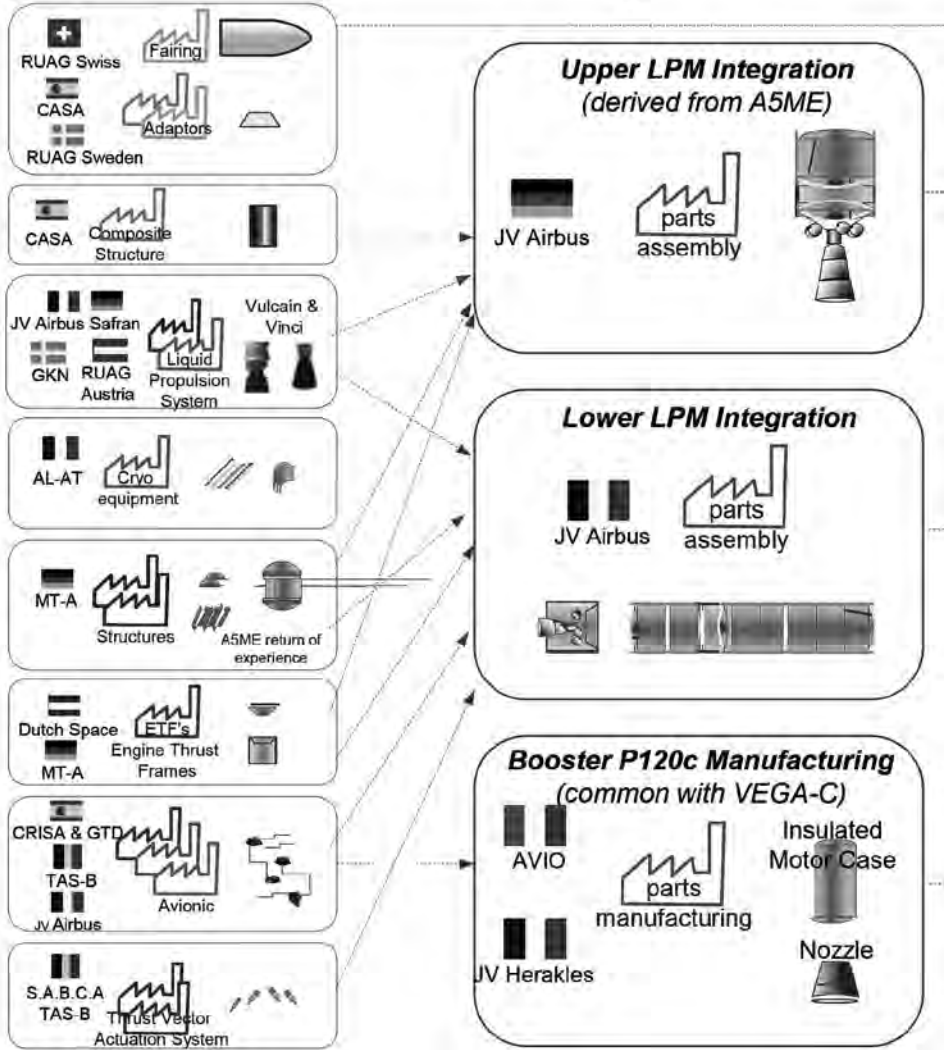 RUAG Swiss
Fairing
CASA
Adaptors
RUAG Sweden
CASA
Composite
Structure
JV Airbus Safran
Vulcain &
Vinci
GKN
RUAG
Austria
Liquid
Propulsion
System
AL-AT
Cryo
equipment
MT-A
Structures
A5ME return of
experience
Dutch Space
MT-A
ETF's
Engine Thrust
Frames
CRISA & GTD
TAS-B
JV Airbus
Avionic
S.A.B.C.A
TAS-B
Thrust Vector
Actuation System
Upper LPM Integration
(derived from A5ME)
JV Airbus
parts
assembly
Lower LPM Integration
JV Airbus
parts
assembly
Booster P120c Manufacturing
(common with VEGA-C)
AVIO
JV Herakles
parts
manufacturing
Insulated
Motor Case
Nozzle